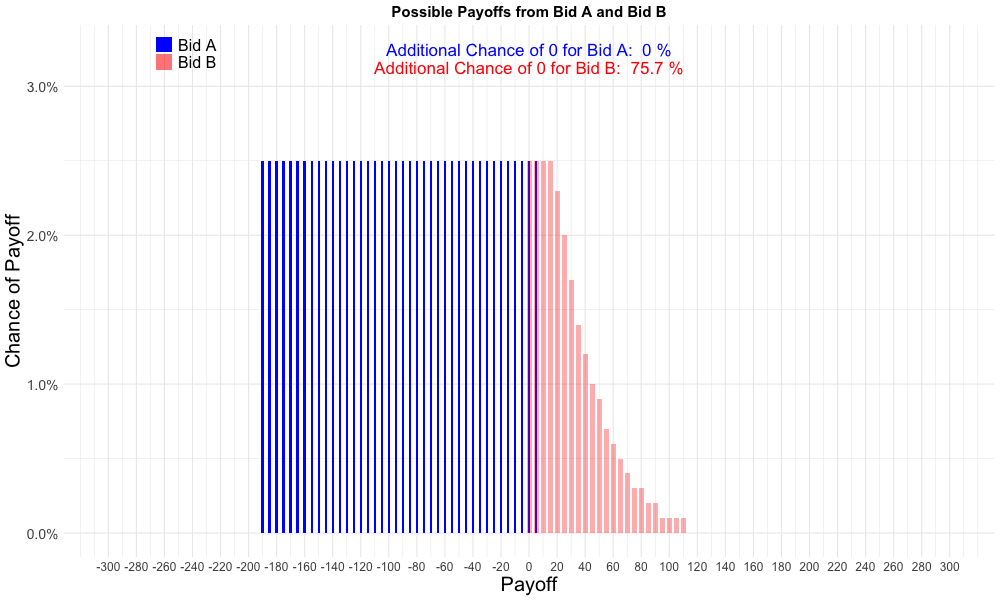 Possible Payoffs from Bid A and Bid B
Bid A
Bid B
Additional Chance of 0 for Bid A: 0 %
Additional Chance of 0 for Bid B: 75.7 %
Chance of Payoff
3.0%
2.0%
1.0%
0.0%
-300 -280 -260 -240 -220 -200 -180 -160 -140 -120 -100 -80 -60 -40 -20 0 20 40 60 80 100 120 140 160 180 200 220 240 260 280 300
Payoff